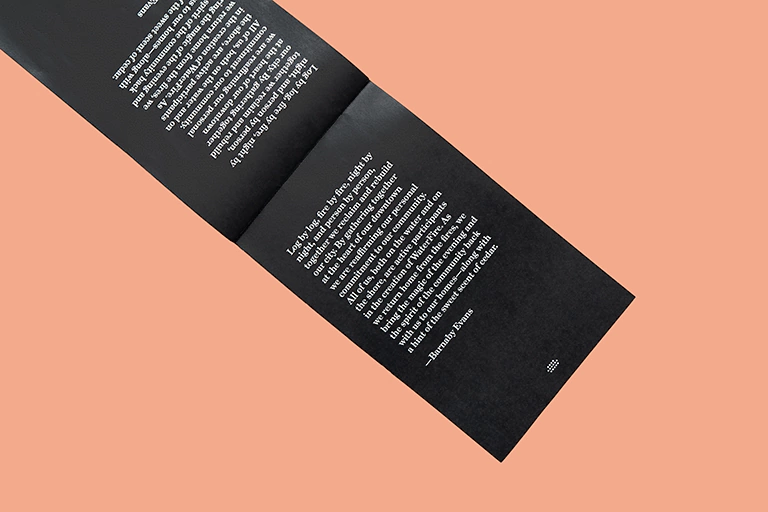 Log by log, fire by fire, night by
night, and person by person,
together we reclaim and rebuild
our city. By gathering together
at the heart of our downtown
we are reaffirming our personal
commitment to our community.
All of us, both on the water and on
the shore, are active participants
in the creation of WaterFire. As
we return home from the fires, we
bring the magic of the evening and
the spirit of the community back
with us to our homes—along with
a hint of the sweet scent of cedar.
—Barnaby Evans
Log by log, fire by fire, night by
night, and person by person,
together we reclaim and rebuild
our city. By gathering together
at the heart of our downtown
we are reaffirming our personal
commitment to our community.
All of us, both on the water and on
the shore, are active participants
in the creation of WaterFire. As
we return home from the fires, we
ring the magic of the evening and
spirit of the community back
s to our homes—along with
f the sweet scent of cedar.
Evans